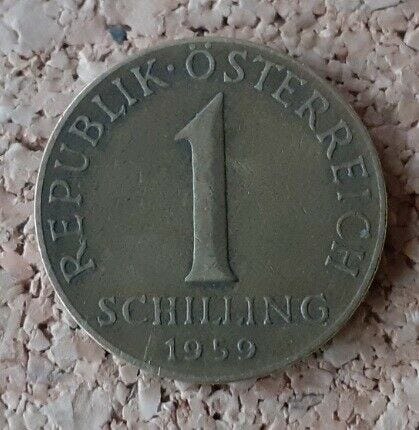 REPUBLIK · ÖSTERREICH
1
SCHILLING
1959